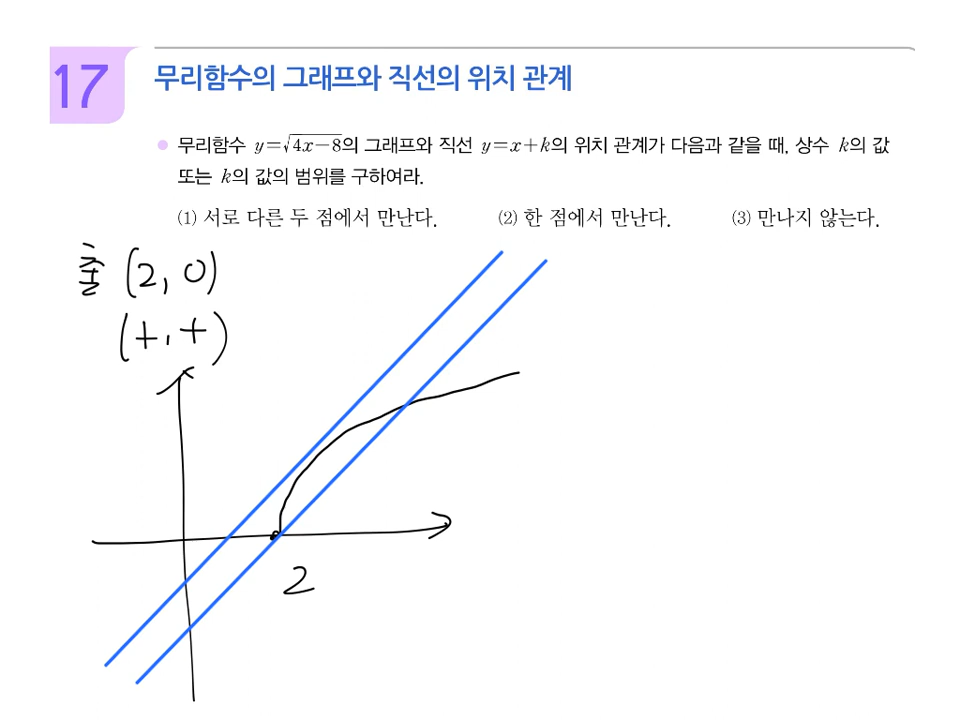 17
무리함수의 그래프와 직선의 위치 관계
무리함수 y=√4x-8의 그래프와 직선 y=x+k의 위치 관계가 다음과 같을 때, 상수 k의 값
또는 k의 값의 범위를 구하여라.
(1) 서로 다른 두 점에서 만난다. (2) 한 점에서 만난다. (3) 만나지 않는다.
출 (2, 0)
(+, +)
2